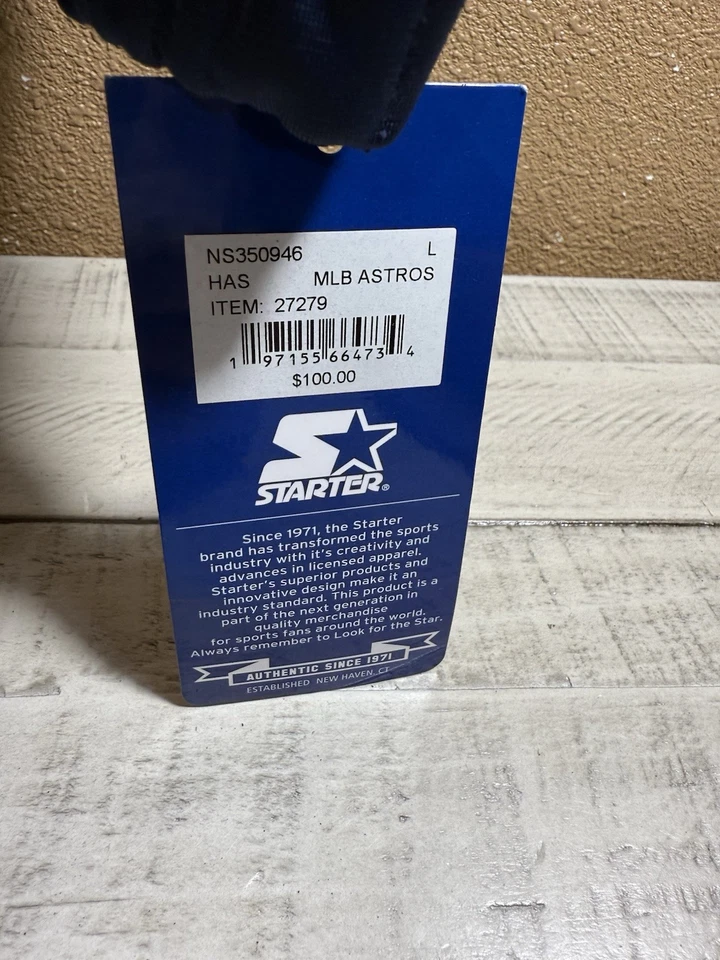 NS350946 L
HAS MLB ASTROS
ITEM: 27279
1 97155 66473 4
$100.00
STARTER®
Since 1971, the Starter
brand has transformed the sports
industry with it's creativity and
advances in licensed apparel.
Starter's superior products and
innovative design make it an
industry standard. This product is a
part of the next generation in
quality merchandise
for sports fans around the world.
Always remember to Look for the Star.
AUTHENTIC SINCE 1971
ESTABLISHED NEW HAVEN, CT